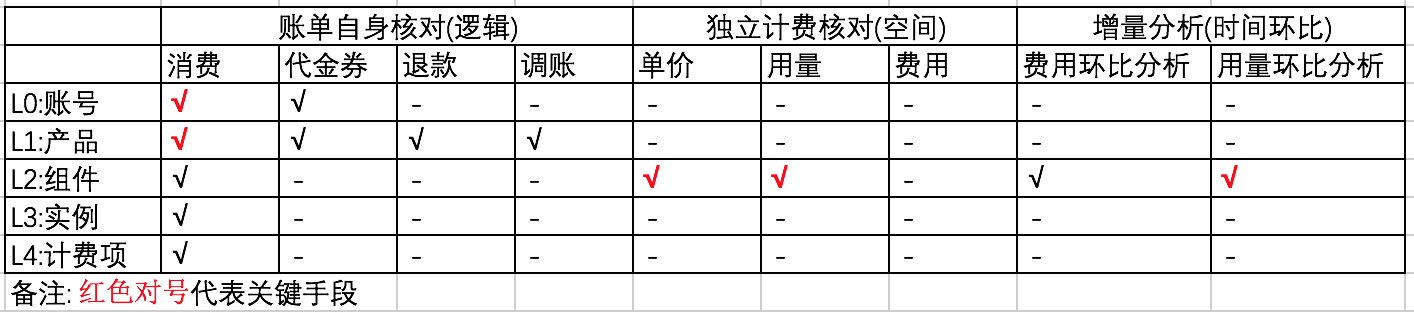 账单自身核对(逻辑) 独立计费核对(空间) 增量分析(时间环比)
消费 代金券 退款 调账 单价 用量 费用 费用环比分析 用量环比分析
L0:账号 √ √ - - - - - - -
L1:产品 √ √ √ √ - - - - -
L2:组件 √ - - - √ √ - √ √
L3:实例 √ - - - - - - - -
L4:计费项 √ - - - - - - - -
备注: 红色对号代表关键手段